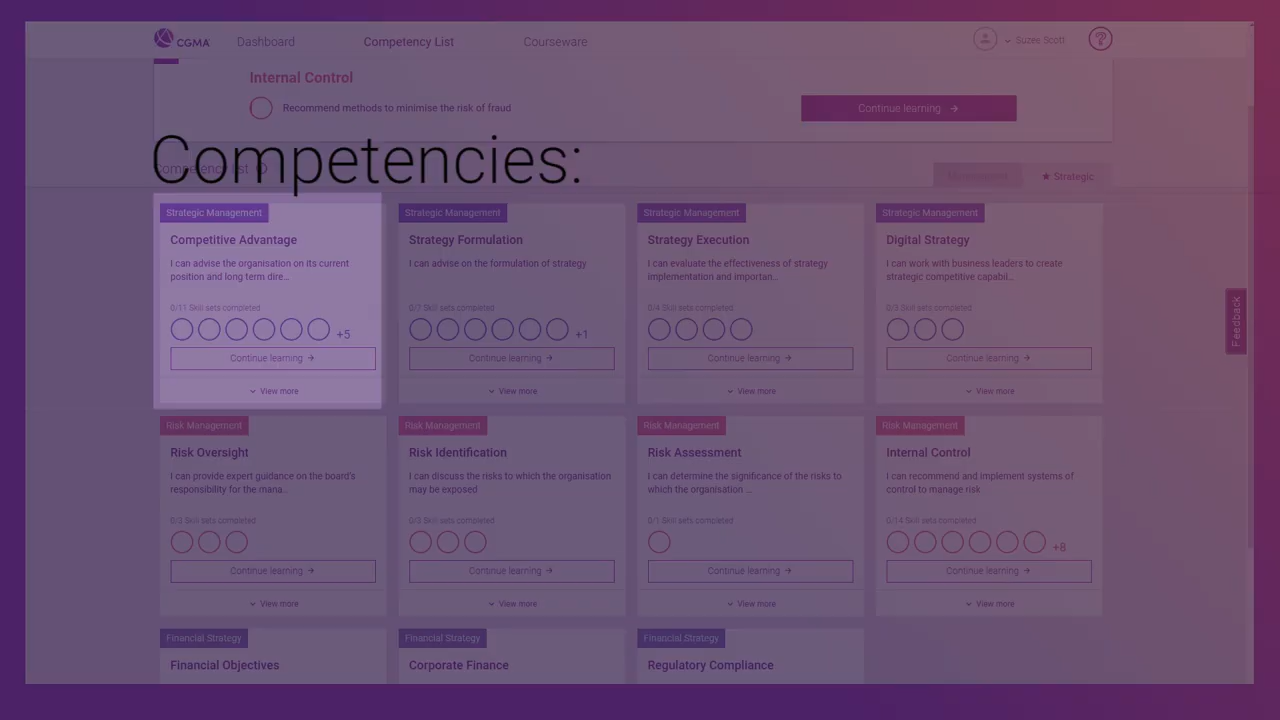 CGMA
Dashboard
Competency List
Courseware
Suzee Scott
Internal Control
Recommend methods to minimise the risk of fraud
Continue learning →
Competency List
Competencies:
★ Strategic
Strategic Management
Competitive Advantage
I can advise the organisation on its current
position and long term dire...
0/11 Skill sets completed
+5
Continue learning →
View more
Strategic Management
Strategy Formulation
I can advise on the formulation of strategy
0/7 Skill sets completed
+1
Continue learning →
View more
Strategic Management
Strategy Execution
I can evaluate the effectiveness of strategy
implementation and importan...
0/4 Skill sets completed
Continue learning →
View more
Strategic Management
Digital Strategy
I can work with business leaders to create
strategic competitive capabil...
0/3 Skill sets completed
Continue learning →
View more
Feedback
Risk Management
Risk Oversight
I can provide expert guidance on the board's
responsibility for the mana...
0/3 Skill sets completed
Continue learning →
View more
Risk Management
Risk Identification
I can discuss the risks to which the organisation
may be exposed
0/3 Skill sets completed
Continue learning →
View more
Risk Management
Risk Assessment
I can determine the significance of the risks to
which the organisation ...
0/1 Skill sets completed
Continue learning →
View more
Risk Management
Internal Control
I can recommend and implement systems of
control to manage risk
0/14 Skill sets completed
+8
Continue learning →
View more
Financial Strategy
Financial Objectives
Financial Strategy
Corporate Finance
Financial Strategy
Regulatory Compliance